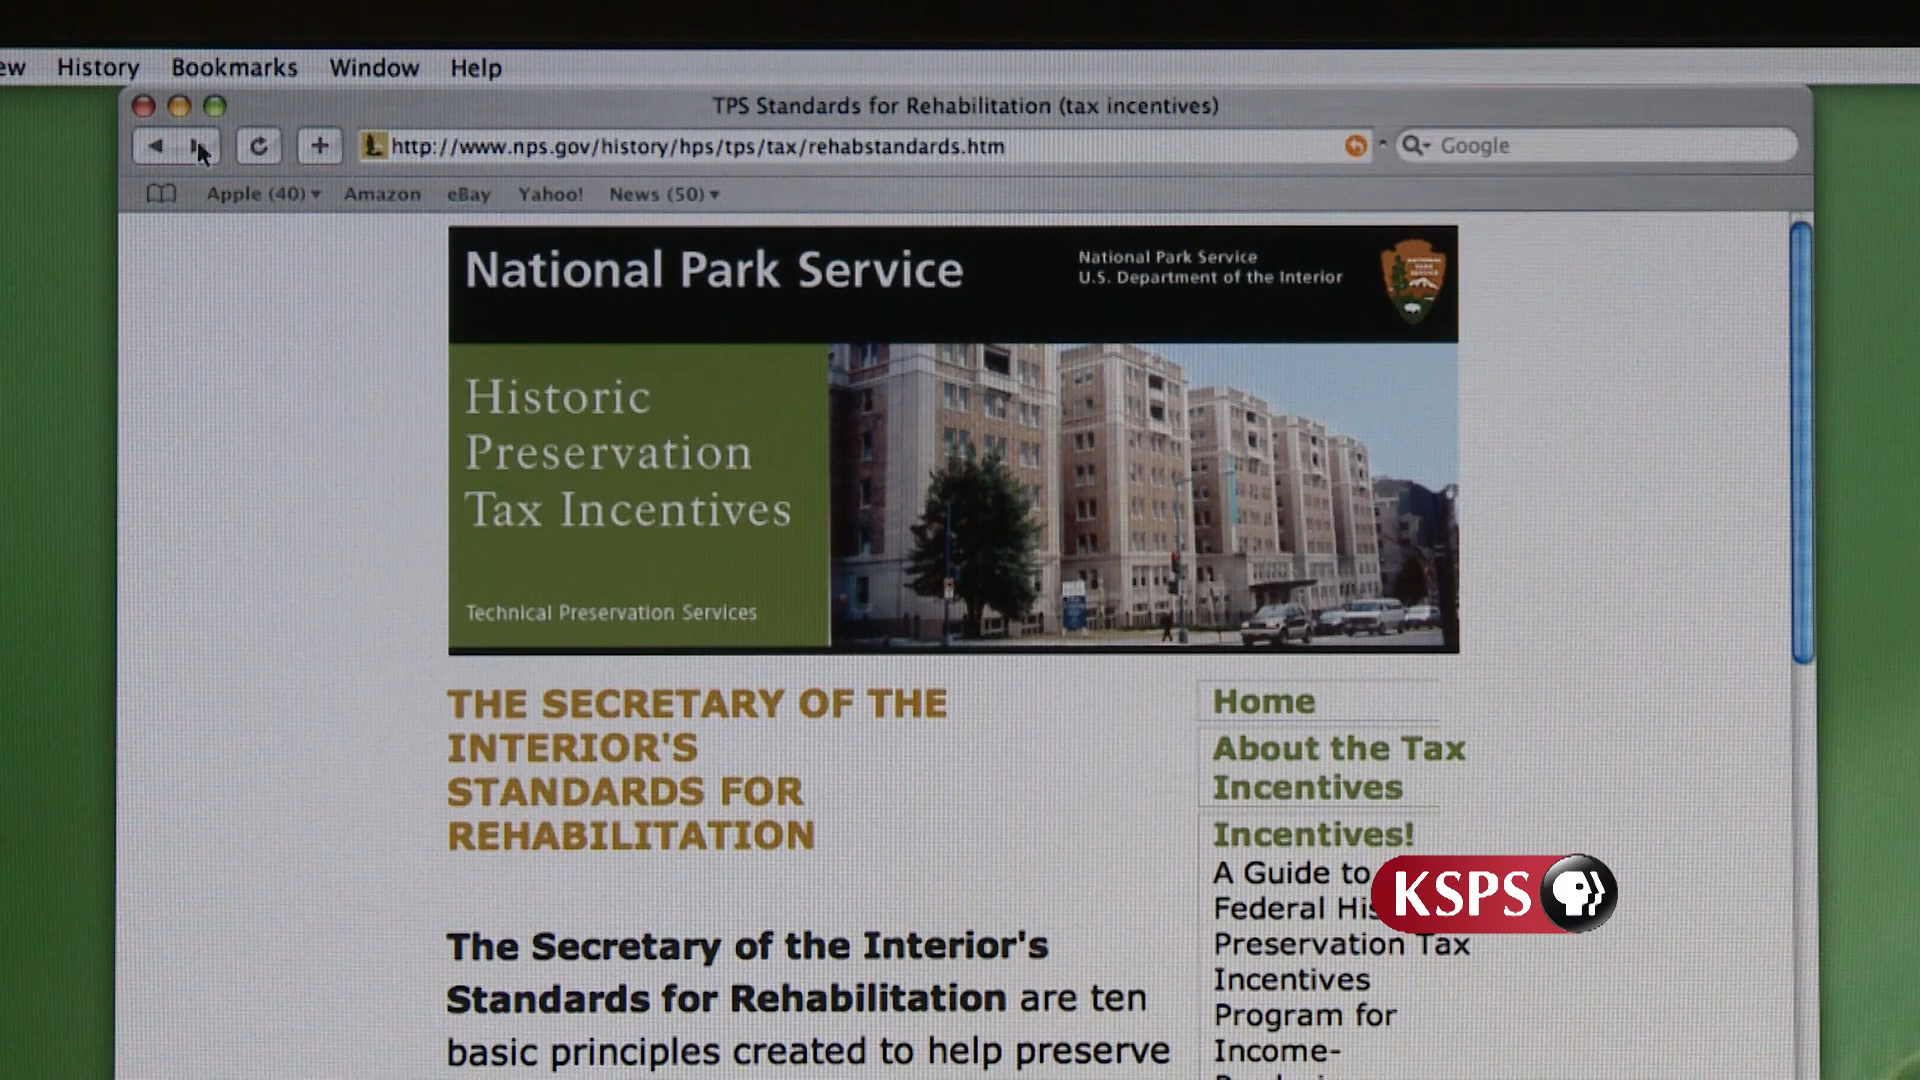 History Bookmarks Window Help
TPS Standards for Rehabilitation (tax incentives)
http://www.nps.gov/history/hps/tps/tax/rehabstandards.htm
Google
Apple (40) Amazon eBay Yahoo! News (50)
National Park Service
National Park Service
U.S. Department of the Interior
Historic
Preservation
Tax Incentives
Technical Preservation Services
THE SECRETARY OF THE
INTERIOR'S
STANDARDS FOR
REHABILITATION
The Secretary of the Interior's
Standards for Rehabilitation are ten
basic principles created to help preserve
Home
About the Tax
Incentives
Incentives!
A Guide to
Federal
Preservation Tax
Incentives
Program for
Income-
KSPS